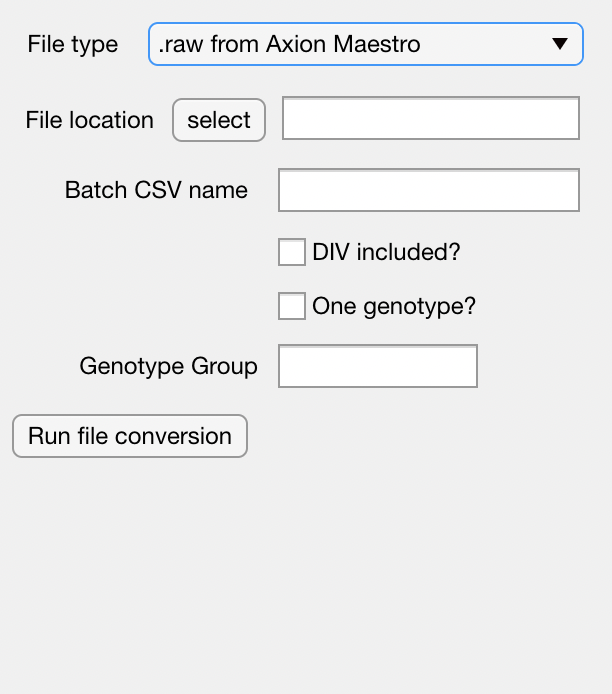 File type .raw from Axion Maestro
File location select
Batch CSV name
DIV included?
One genotype?
Genotype Group
Run file conversion